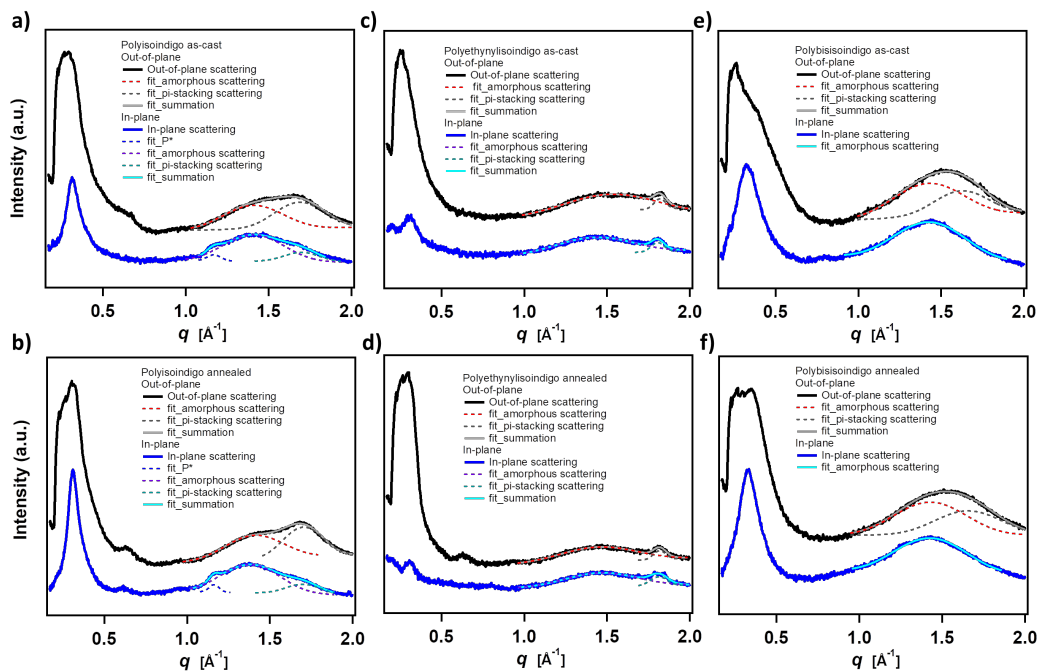 a)
Intensity (a.u.)
Polyisoindigo as-cast
Out-of-plane
Out-of-plane scattering
fit_amorphous scattering
fit_pi-stacking scattering
fit_summation
In-plane
In-plane scattering
fit_P*
fit_amorphous scattering
fit_pi-stacking scattering
fit_summation
0.5 1.0 1.5 2.0
q [Å-1]
c)
Polyethynylisoindigo as-cast
Out-of-plane
Out-of-plane scattering
fit_amorphous scattering
fit_pi-stacking scattering
fit_summation
In-plane
In-plane scattering
fit_amorphous scattering
fit_pi-stacking scattering
fit_summation
0.5 1.0 1.5 2.0
q [Å-1]
e)
Polybisisoindigo as-cast
Out-of-plane
Out-of-plane scattering
fit_amorphous scattering
fit_pi-stacking scattering
fit_summation
In-plane
In-plane scattering
fit_amorphous scattering
0.5 1.0 1.5 2.0
q [Å-1]
b)
Intensity (a.u.)
Polyisoindigo annealed
Out-of-plane
Out-of-plane scattering
fit_amorphous scattering
fit_pi-stacking scattering
fit_summation
In-plane
In-plane scattering
fit_P*
fit_amorphous scattering
fit_pi-stacking scattering
fit_summation
0.5 1.0 1.5 2.0
q [Å-1]
d)
Polyethynylisoindigo annealed
Out-of-plane
Out-of-plane scattering
fit_amorphous scattering
fit_pi-stacking scattering
fit_summation
In-plane
In-plane scattering
fit_amorphous scattering
fit_pi-stacking scattering
fit_summation
0.5 1.0 1.5 2.0
q [Å-1]
f)
Polybisisoindigo annealed
Out-of-plane
Out-of-plane scattering
fit_amorphous scattering
fit_pi-stacking scattering
fit_summation
In-plane
In-plane scattering
fit_amorphous scattering
0.5 1.0 1.5 2.0
q [Å-1]